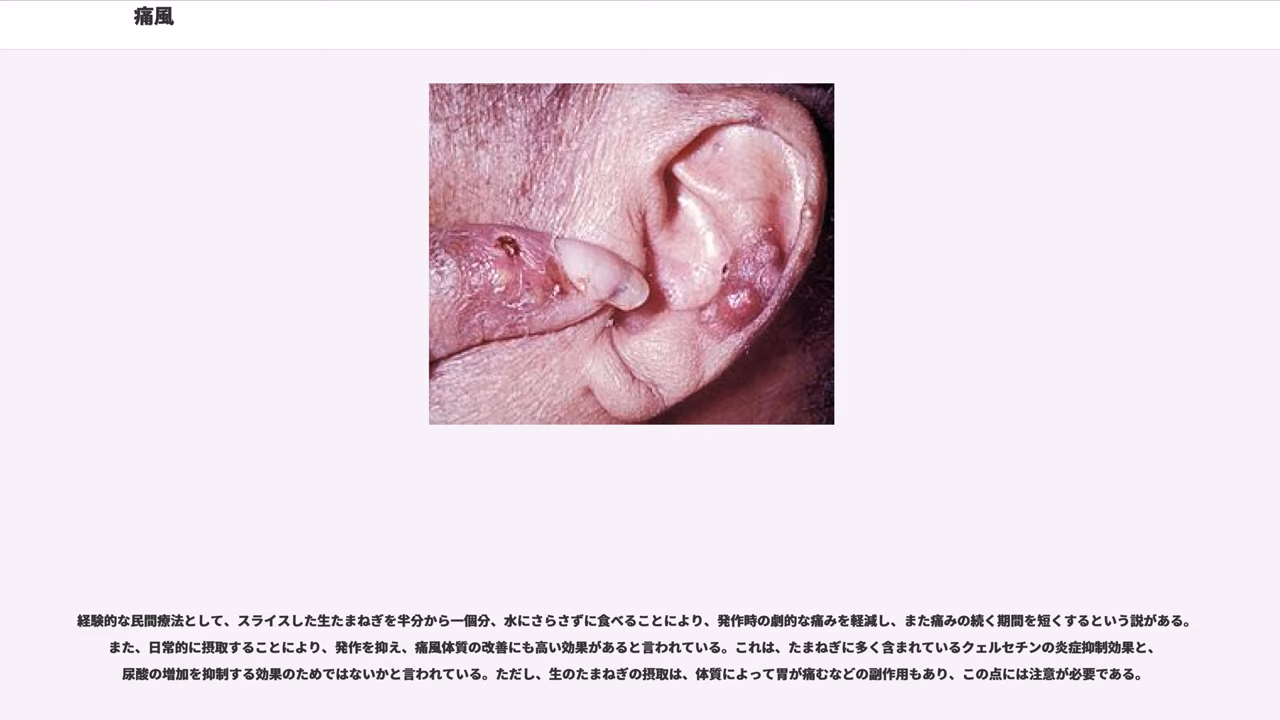 痛風
経験的な民間療法として、スライスした生たまねぎを半分から一個分、水にさらさずに食べることにより、発作時の劇的な痛みを軽減し、また痛みの続く期間を短くするという説がある。
また、日常的に摂取することにより、発作を抑え、痛風体質の改善にも高い効果があると言われている。これは、たまねぎに多く含まれているクェルセチンの炎症抑制効果と、
尿酸の増加を抑制する効果のためではないかと言われている。ただし、生のたまねぎの摂取は、体質によって胃が痛むなどの副作用もあり、この点には注意が必要である。